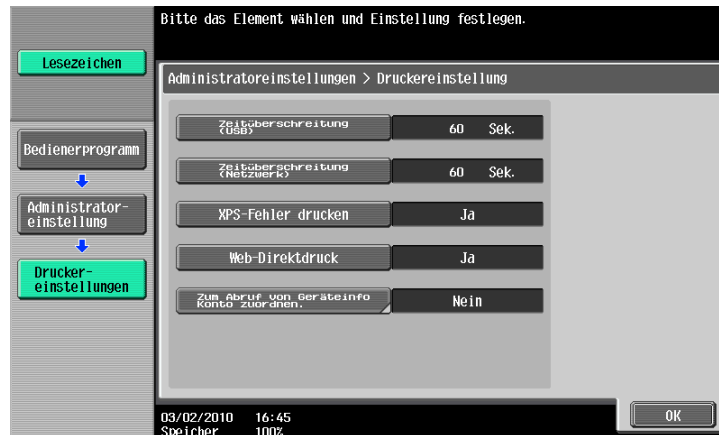 Bitte das Element wählen und Einstellung festlegen.
Lesezeichen
Administratoreinstellungen > Druckereinstellung
Bedienerprogramm
Administrator-
einstellung
Drucker-
einstellungen
Zeitüberschreitung
(USB)
60 Sek.
Zeitüberschreitung
(Netzwerk)
60 Sek.
XPS-Fehler drucken
Ja
Web-Direktdruck
Ja
Zum Abruf von Geräteinfo
Konto zuordnen.
Nein
03/02/2010 16:45
Speicher 100%
OK